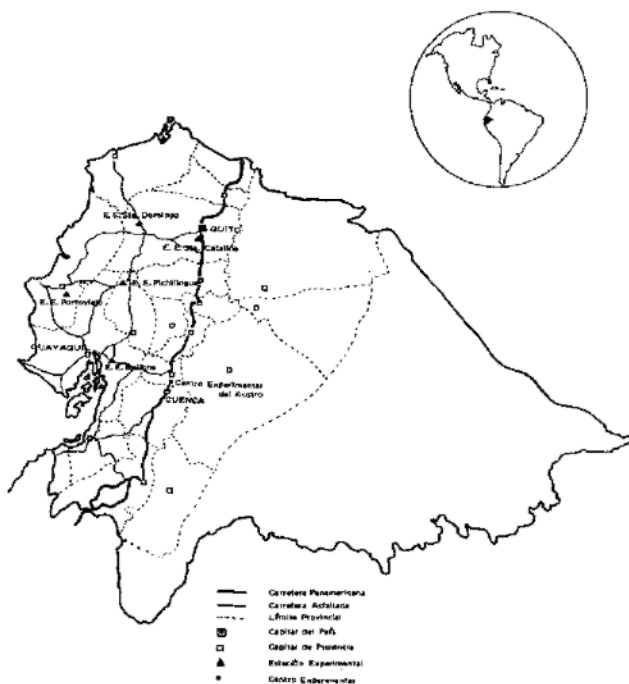 E. E. Sto. Domingo
QUITO
E. E. Sta. Catalina
E. E. Pichilingue
E. E. Portoviejo
GUAYAQUIL
E. E. Boliche
Centro Experimental
del Austro
CUENCA
Carretera Panamericana
Carretera Asfaltada
Límite Provincial
Capital del País
Capital de Provincia
Estación Experimental
Centro Experimental